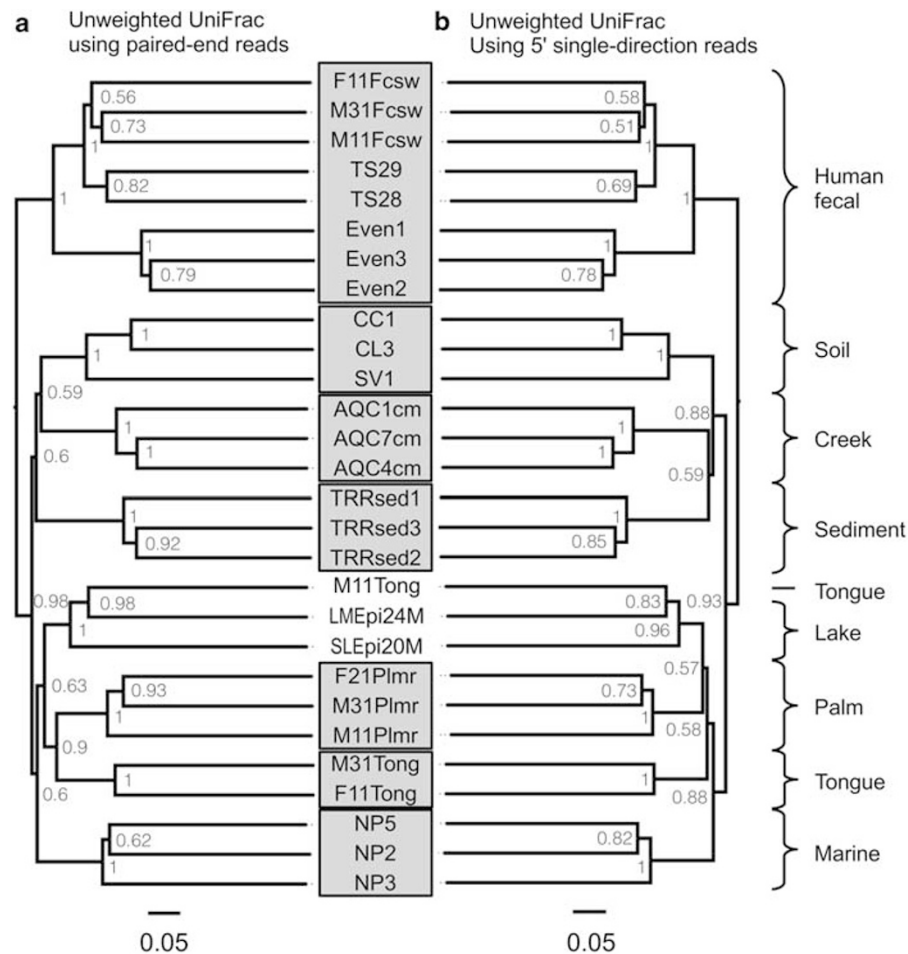 a
Unweighted UniFrac
using paired-end reads
b
Unweighted UniFrac
Using 5' single-direction reads
F11Fcsw
M31Fcsw
M11Fcsw
TS29
TS28
Even1
Even3
Even2
CC1
CL3
SV1
AQC1cm
AQC7cm
AQC4cm
TRRsed1
TRRsed3
TRRsed2
M11Tong
LMEpi24M
SLEpi20M
F21Plmr
M31Plmr
M11Plmr
M31Tong
F11Tong
NP5
NP2
NP3
0.56
0.73
1
0.82
1
1
0.79
1
1
0.59
1
1
0.6
1
0.92
0.98
0.98
1
0.63
0.93
1
0.9
1
0.6
0.62
1
0.05
0.58
0.51
1
0.69
1
1
0.78
1
1
0.88
1
1
0.59
1
0.85
0.83
0.93
0.96
0.57
0.73
1
0.58
1
0.88
0.82
1
0.05
Human
fecal
Soil
Creek
Sediment
Tongue
Lake
Palm
Tongue
Marine